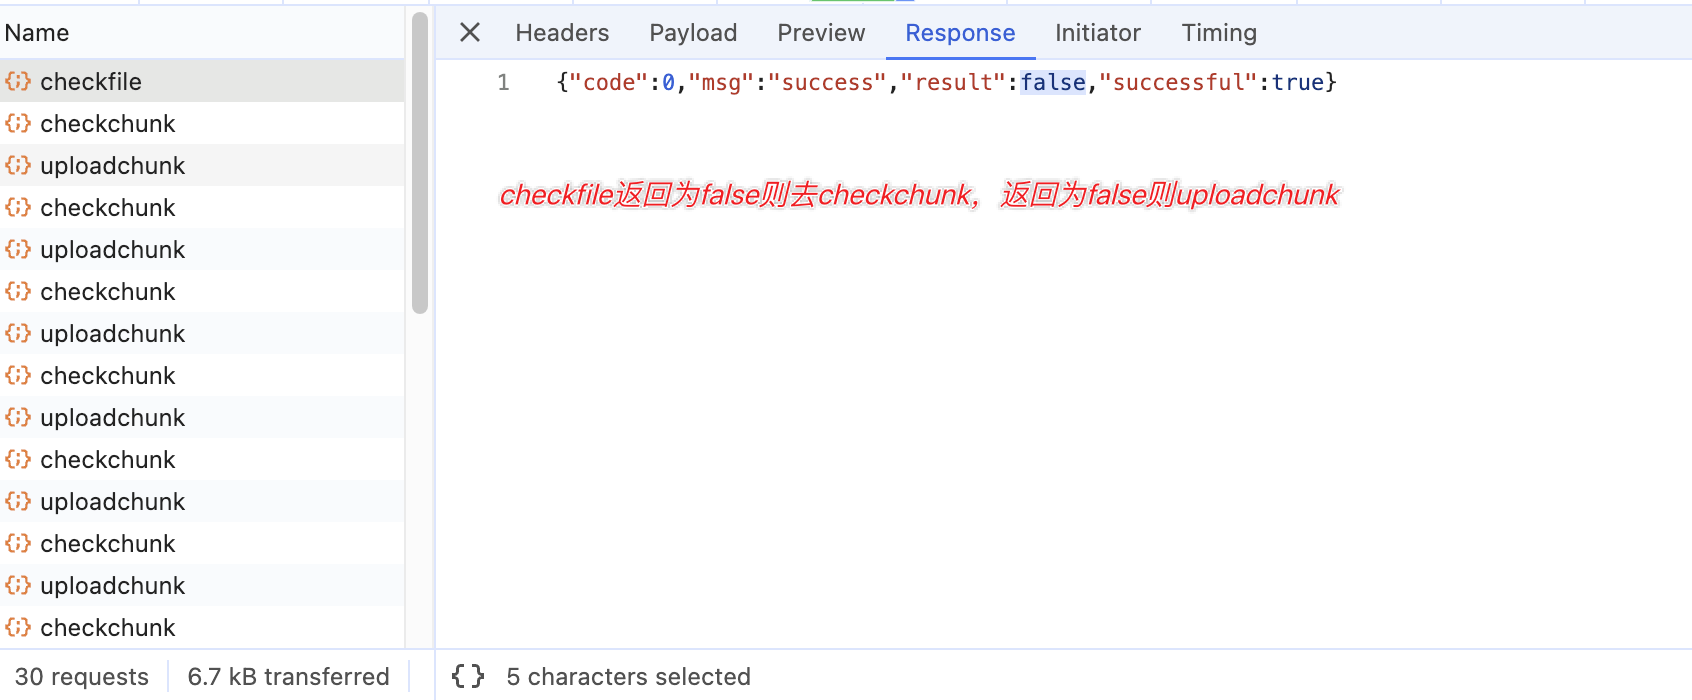 Name
Headers Payload Preview Response Initiator Timing
checkfile
1 {"code":0,"msg":"success","result":false,"successful":true}
checkchunk
uploadchunk
checkfile返回为false则去checkchunk，返回为false则uploadchunk
checkchunk
uploadchunk
checkchunk
uploadchunk
checkchunk
uploadchunk
checkchunk
uploadchunk
checkchunk
uploadchunk
checkchunk
30 requests 6.7 kB transferred
{ } 5 characters selected